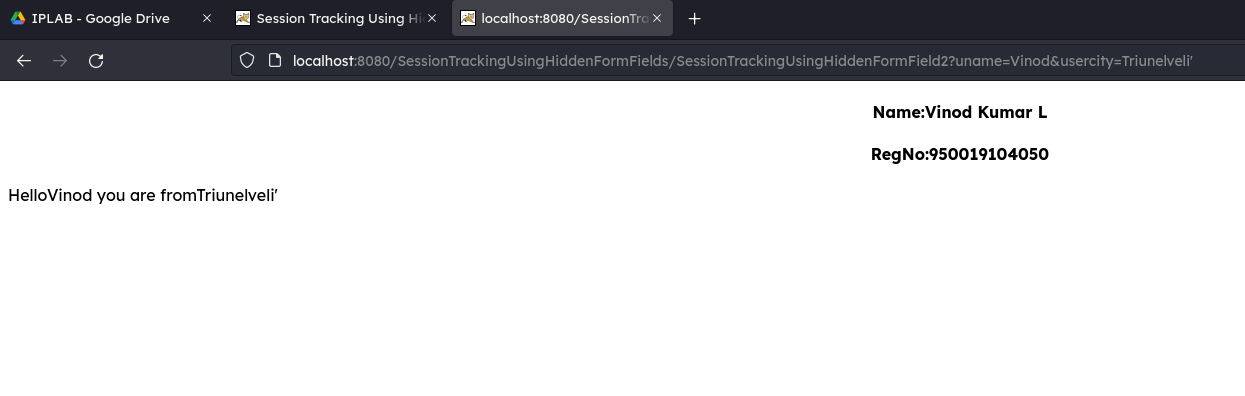 IPLAB - Google Drive
Session Tracking Using Hi
localhost:8080/SessionTra
localhost:8080/SessionTrackingUsingHiddenFormFields/SessionTrackingUsingHiddenFormField2?uname=Vinod&usercity=Triunelveli'
Name:Vinod Kumar L
RegNo:950019104050
HelloVinod you are fromTriunelveli'